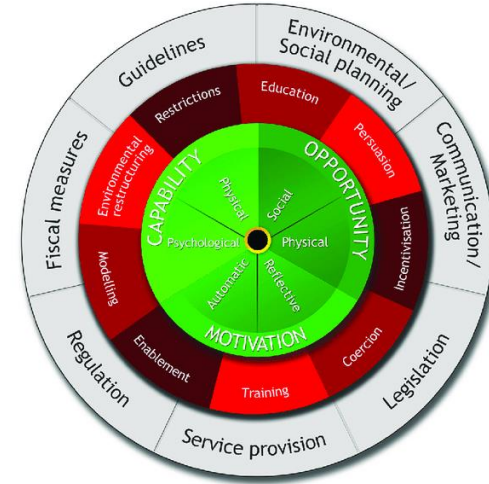 Guidelines
Environmental/
Social planning
Communication/
Marketing
Legislation
Service provision
Regulation
Fiscal measures
Restrictions
Education
Persuasion
Incentivisation
Coercion
Training
Enablement
Modelling
Environmental
restructuring
CAPABILITY
OPPORTUNITY
MOTIVATION
Physical
Social
Physical
Reflective
Automatic
Psychological